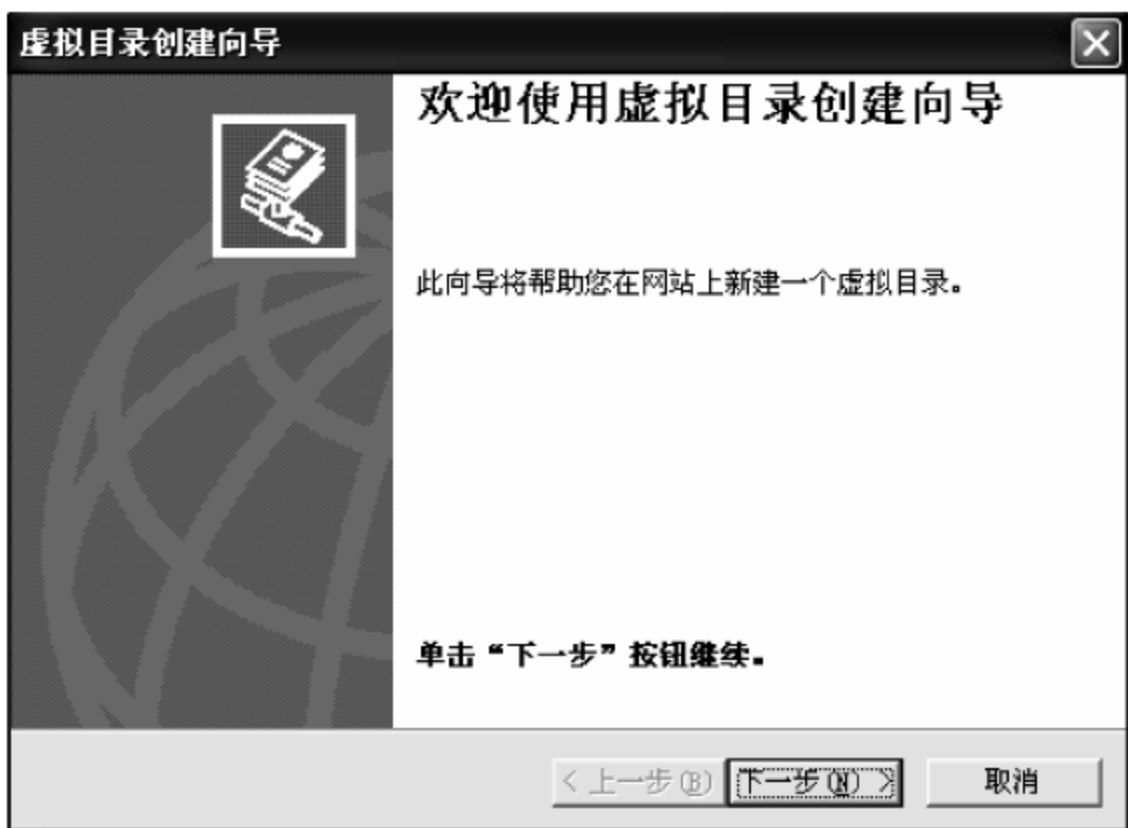 虚拟目录创建向导
欢迎使用虚拟目录创建向导
此向导将帮助您在网站上新建一个虚拟目录。
单击“下一步”按钮继续。
< 上一步(B) 下一步(N) > 取消